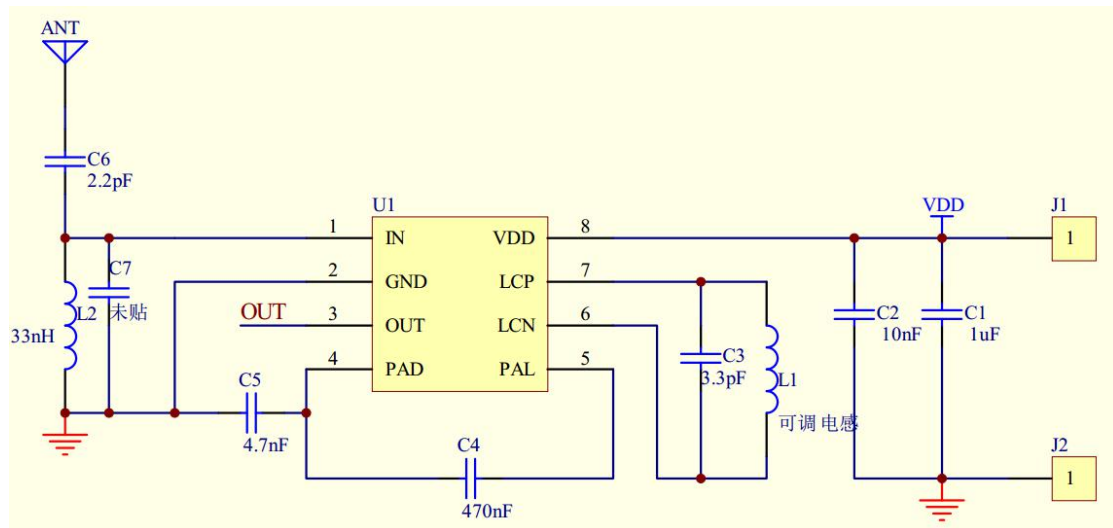 ANT
C6
2.2pF
U1
VDD
J1
1
IN
VDD
8
1
C7
2
GND
LCP
7
L2
未贴
OUT
3
OUT
LCN
6
C2
C1
33nH
10nF
1uF
4
PAD
PAL
5
C3
3.3pF
L1
C5
4.7nF
可调电感
C4
470nF
J2
1